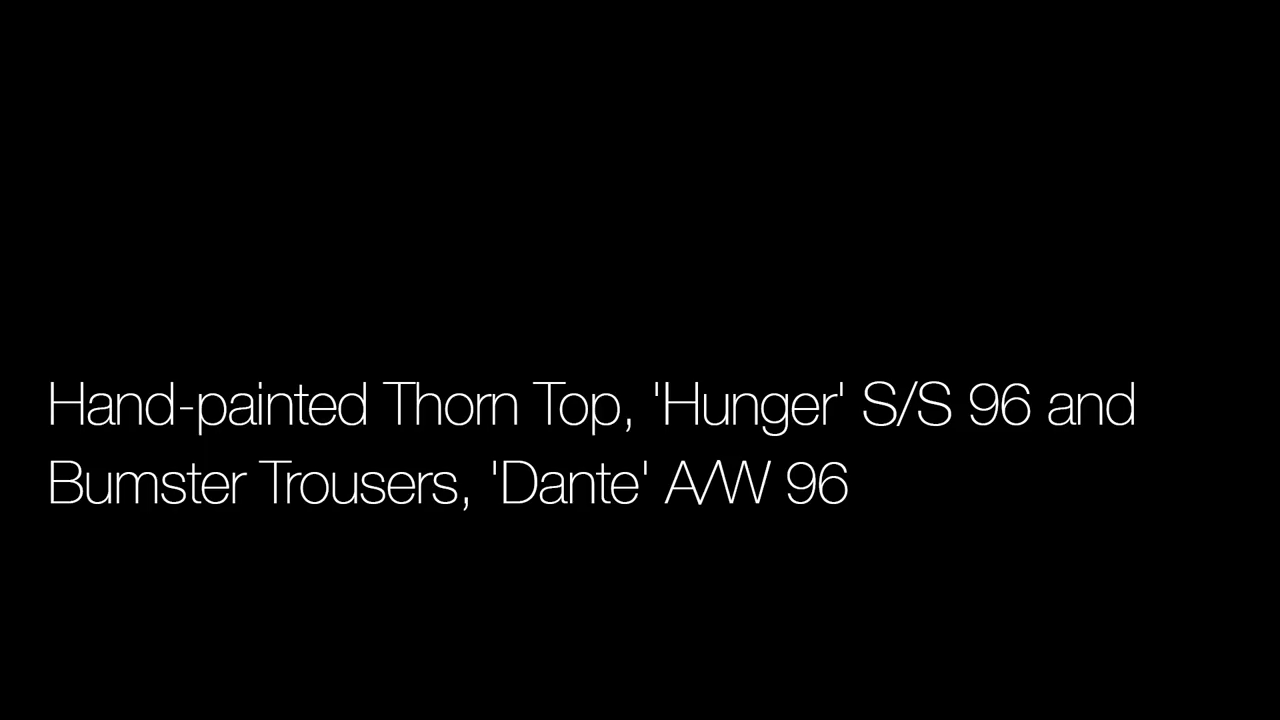 Hand-painted Thorn Top, 'Hunger' S/S 96 and
Bumster Trousers, 'Dante' A/W 96